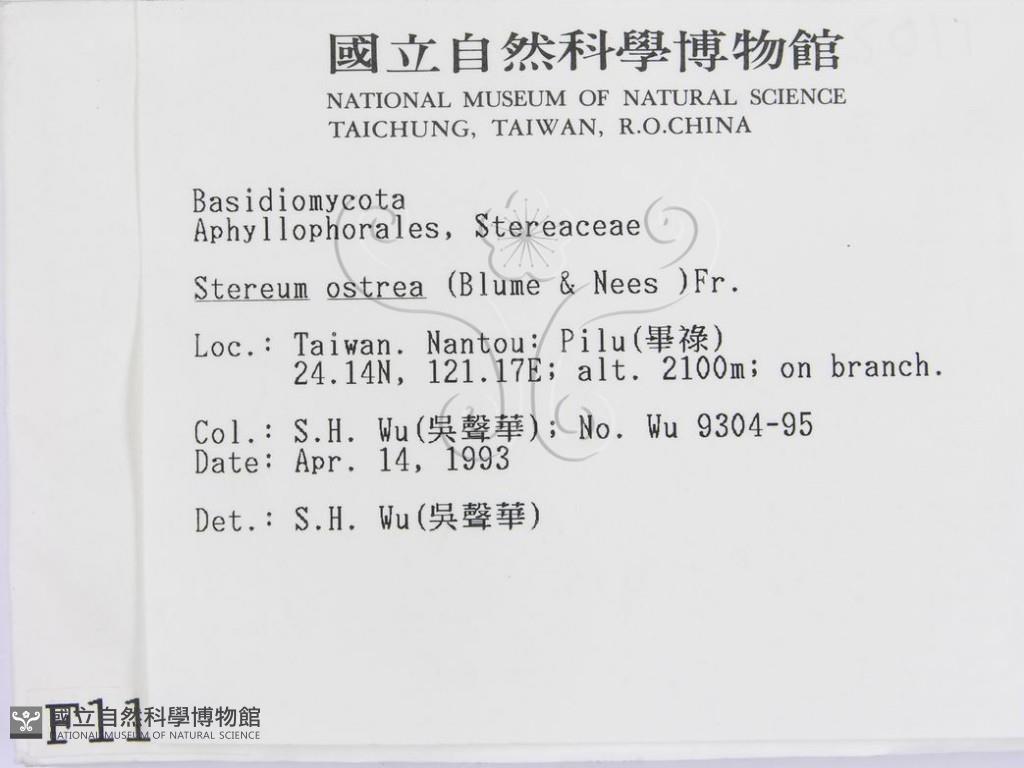 國立自然科學博物館
NATIONAL MUSEUM OF NATURAL SCIENCE
TAICHUNG, TAIWAN, R.O.CHINA
Basidiomycota
Aphyllophorales, Stereaceae
Stereum ostrea (Blume & Nees )Fr.
Loc.: Taiwan. Nantou: Pilu(畢祿)
24.14N, 121.17E; alt. 2100m; on branch.
Col.: S.H. Wu(吳聲華); No. Wu 9304-95
Date: Apr. 14, 1993
Det.: S.H. Wu(吳聲華)
F11
國立自然科學博物館
NATIONAL MUSEUM OF NATURAL SCIENCE